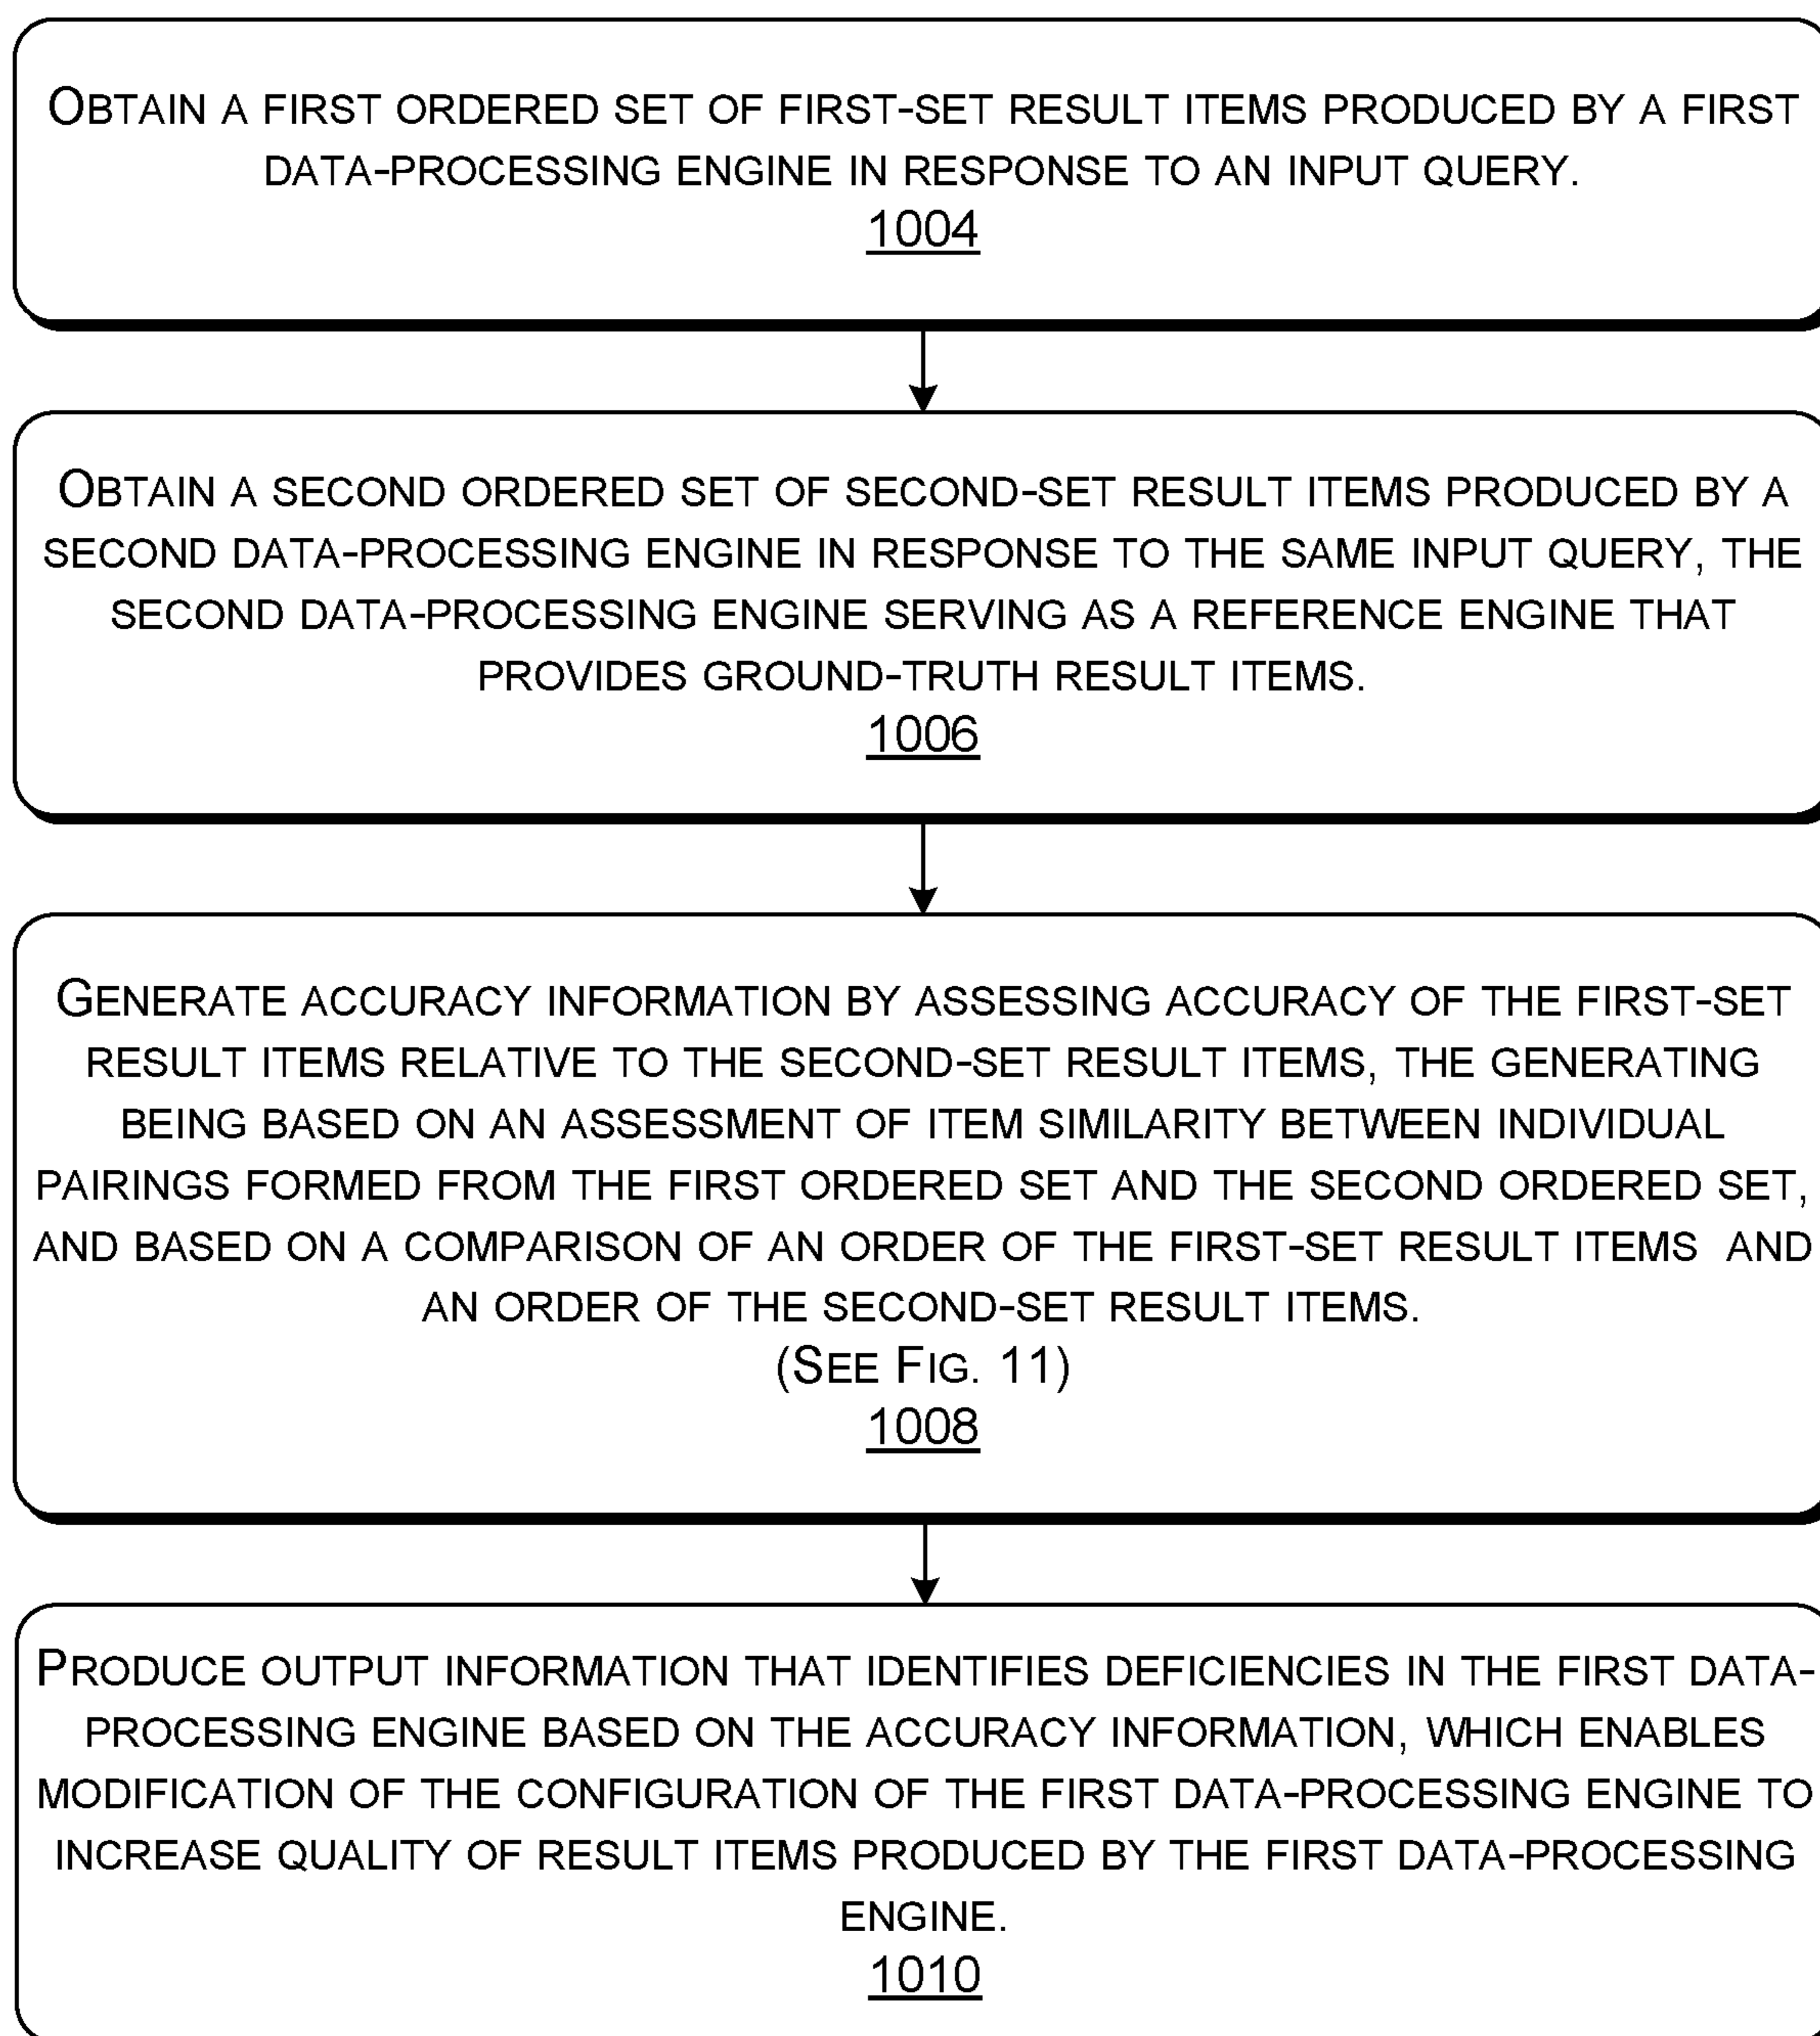 OBTAIN A FIRST ORDERED SET OF FIRST-SET RESULT ITEMS PRODUCED BY A FIRST
DATA-PROCESSING ENGINE IN RESPONSE TO AN INPUT QUERY.
1004
OBTAIN A SECOND ORDERED SET OF SECOND-SET RESULT ITEMS PRODUCED BY A
SECOND DATA-PROCESSING ENGINE IN RESPONSE TO THE SAME INPUT QUERY, THE
SECOND DATA-PROCESSING ENGINE SERVING AS A REFERENCE ENGINE THAT
PROVIDES GROUND-TRUTH RESULT ITEMS.
1006
GENERATE ACCURACY INFORMATION BY ASSESSING ACCURACY OF THE FIRST-SET
RESULT ITEMS RELATIVE TO THE SECOND-SET RESULT ITEMS, THE GENERATING
BEING BASED ON AN ASSESSMENT OF ITEM SIMILARITY BETWEEN INDIVIDUAL
PAIRINGS FORMED FROM THE FIRST ORDERED SET AND THE SECOND ORDERED SET,
AND BASED ON A COMPARISON OF AN ORDER OF THE FIRST-SET RESULT ITEMS AND
AN ORDER OF THE SECOND-SET RESULT ITEMS.
(SEE FIG. 11)
1008
PRODUCE OUTPUT INFORMATION THAT IDENTIFIES DEFICIENCIES IN THE FIRST DATA-
PROCESSING ENGINE BASED ON THE ACCURACY INFORMATION, WHICH ENABLES
MODIFICATION OF THE CONFIGURATION OF THE FIRST DATA-PROCESSING ENGINE TO
INCREASE QUALITY OF RESULT ITEMS PRODUCED BY THE FIRST DATA-PROCESSING
ENGINE.
1010